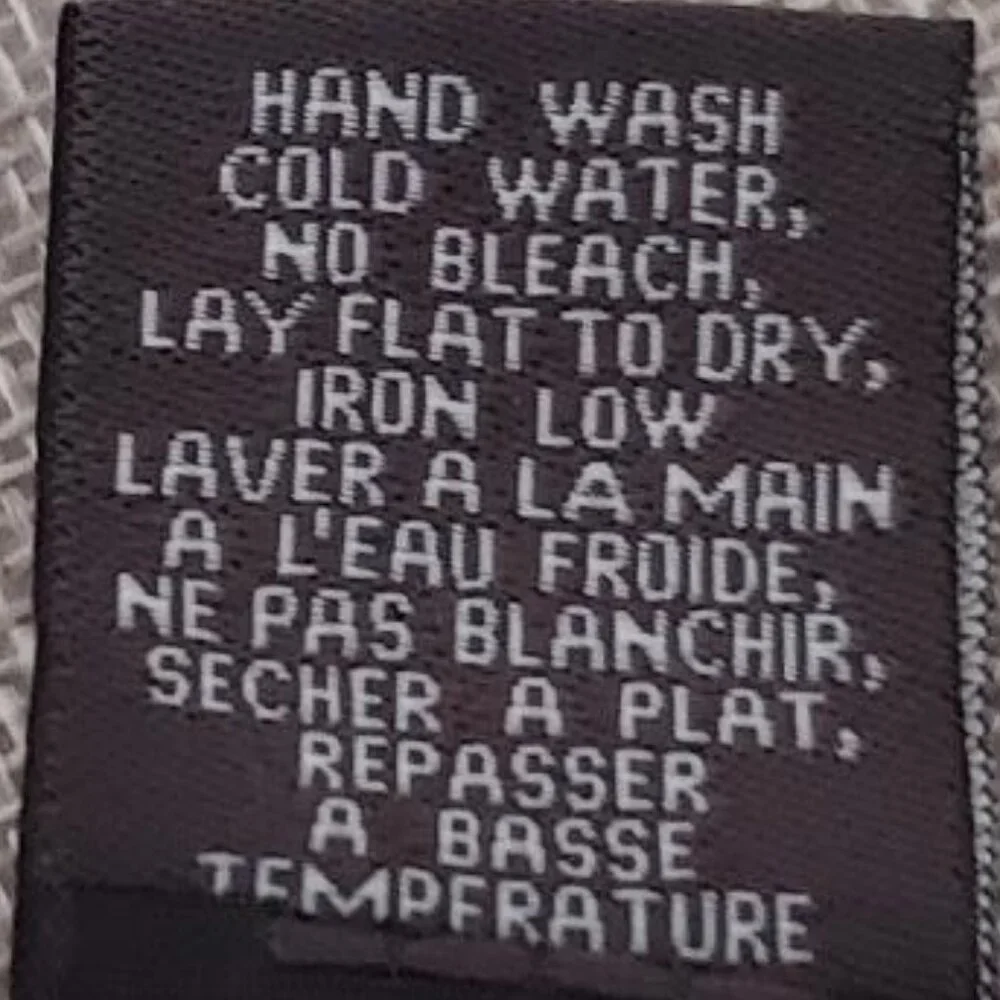 HAND WASH
COLD WATER,
NO BLEACH,
LAY FLAT TO DRY,
IRON LOW
LAVER A LA MAIN
A L'EAU FROIDE,
NE PAS BLANCHIR,
SECHER A PLAT,
REPASSER
A BASSE
TEMPERATURE